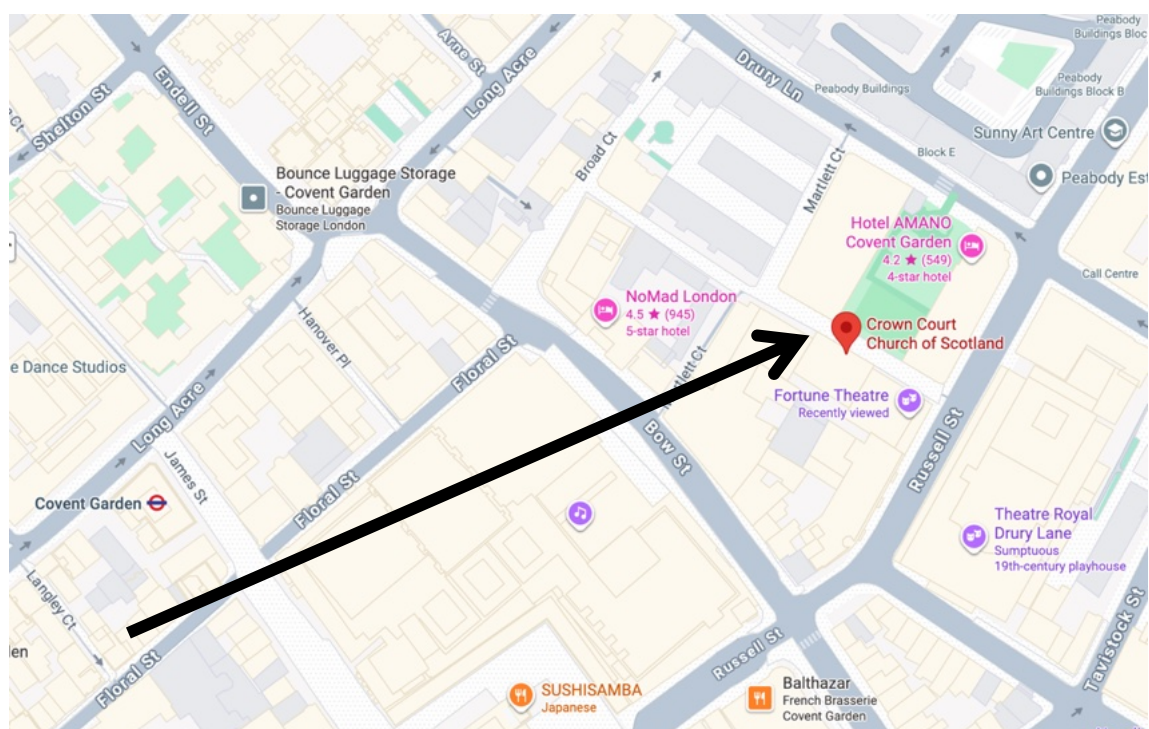 Peabody
Buildings Bloc
Arne St
Long Acre
Drury Ln
Endell St
Shelton St
Ct
Peabody Buildings
Peabody
Buildings Block B
Sunny Art Centre
Broad Ct
Block E
Martlett Ct
Peabody Est
Bounce Luggage Storage
- Covent Garden
Bounce Luggage
Storage London
Hotel AMANO
Covent Garden
4.2 ★ (549)
4-star hotel
Call Centre
NoMad London
4.5 ★ (945)
5-star hotel
Crown Court
Church of Scotland
Hanover Pl
Floral St
e Dance Studios
Fortune Theatre
Recently viewed
Long Acre
Bow St
Russell St
James St
Floral St
Covent Garden
Theatre Royal
Drury Lane
Sumptuous
19th-century playhouse
Langley Ct
en
Floral St
Russell St
Tavistock St
SUSHISAMBA
Japanese
Balthazar
French Brasserie
Covent Garden